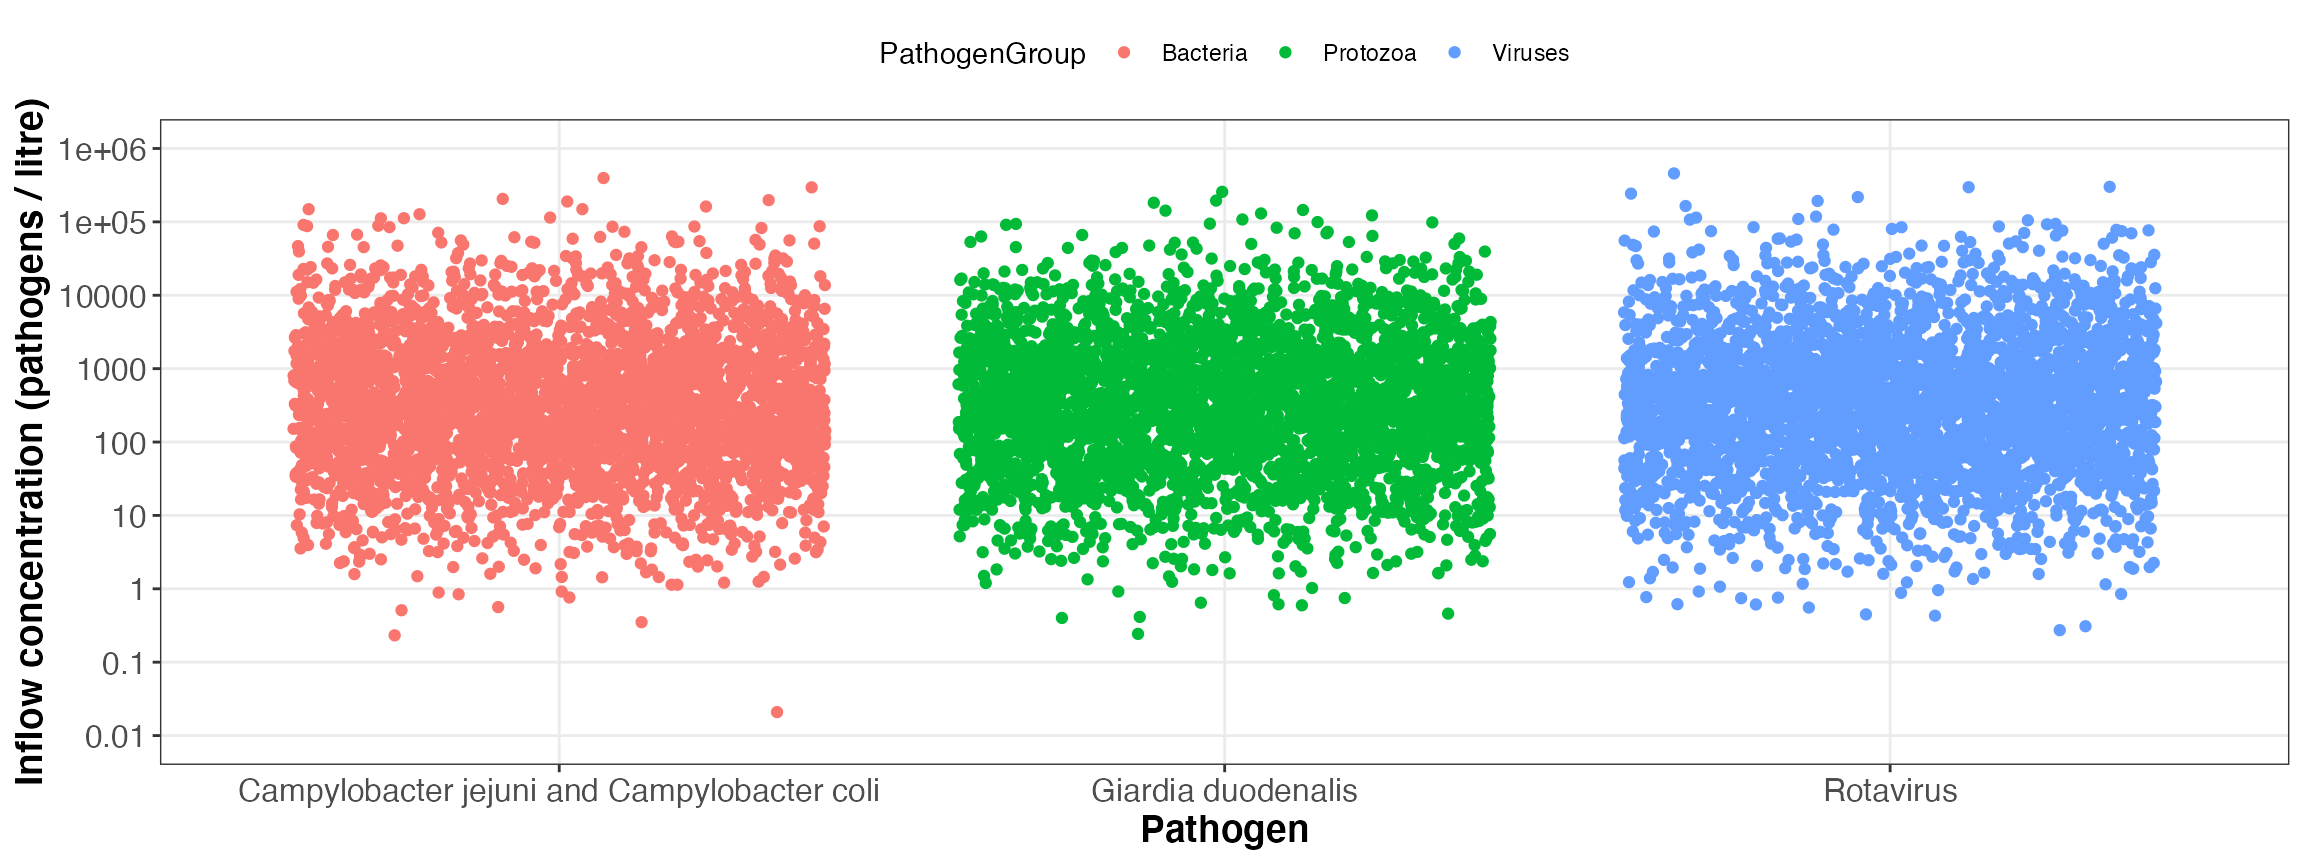 PathogenGroup Bacteria Protozoa Viruses
Inflow concentration (pathogens / litre)
1e+06
1e+05
10000
1000
100
10
1
0.1
0.01
Campylobacter jejuni and Campylobacter coli Giardia duodenalis Rotavirus
Pathogen